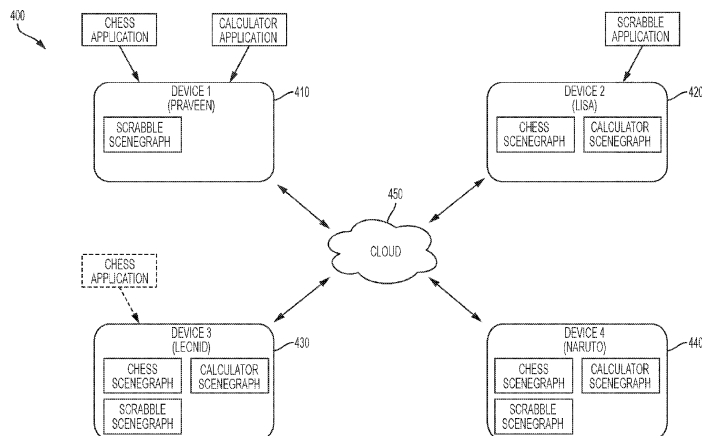 400
CHESS
APPLICATION
CALCULATOR
APPLICATION
SCRABBLE
APPLICATION
DEVICE 1
(PRAVEEN)
410
SCRABBLE
SCENEGRAPH
DEVICE 2
(LISA)
420
CHESS
SCENEGRAPH
CALCULATOR
SCENEGRAPH
450
CLOUD
CHESS
APPLICATION
DEVICE 3
(LEONID)
430
CHESS
SCENEGRAPH
CALCULATOR
SCENEGRAPH
SCRABBLE
SCENEGRAPH
DEVICE 4
(NARUTO)
440
CHESS
SCENEGRAPH
CALCULATOR
SCENEGRAPH
SCRABBLE
SCENEGRAPH